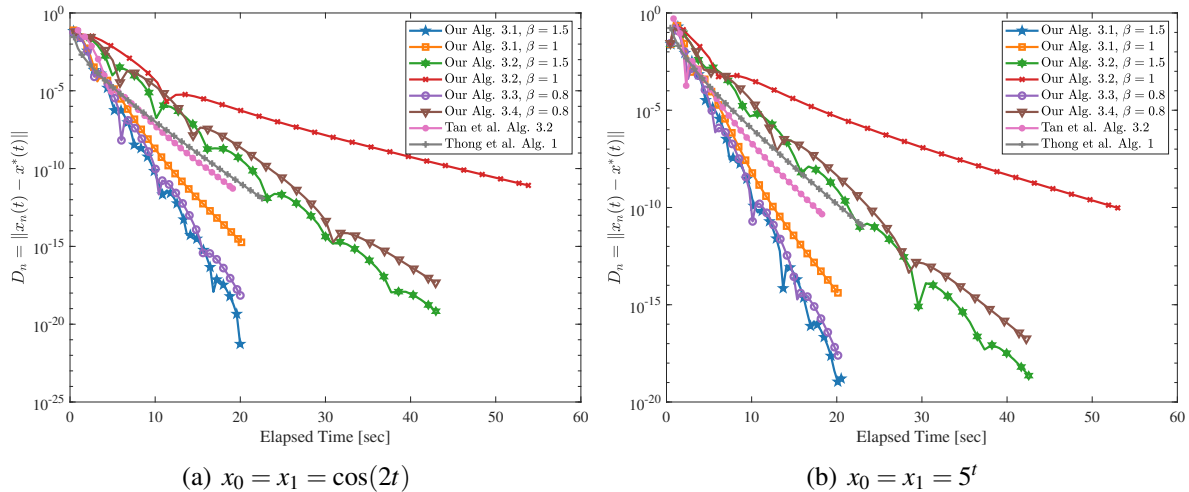 10^0
10^-5
10^-10
10^-15
10^-20
10^-25
D_n = ||x_n(t) − x^*(t)||
0 10 20 30 40 50 60
Elapsed Time [sec]
Our Alg. 3.1, β = 1.5
Our Alg. 3.1, β = 1
Our Alg. 3.2, β = 1.5
Our Alg. 3.2, β = 1
Our Alg. 3.3, β = 0.8
Our Alg. 3.4, β = 0.8
Tan et al. Alg. 3.2
Thong et al. Alg. 1
(a) x_0 = x_1 = cos(2t)
10^0
10^-5
10^-10
10^-15
10^-20
D_n = ||x_n(t) − x^*(t)||
0 10 20 30 40 50 60
Elapsed Time [sec]
Our Alg. 3.1, β = 1.5
Our Alg. 3.1, β = 1
Our Alg. 3.2, β = 1.5
Our Alg. 3.2, β = 1
Our Alg. 3.3, β = 0.8
Our Alg. 3.4, β = 0.8
Tan et al. Alg. 3.2
Thong et al. Alg. 1
(b) x_0 = x_1 = 5^t